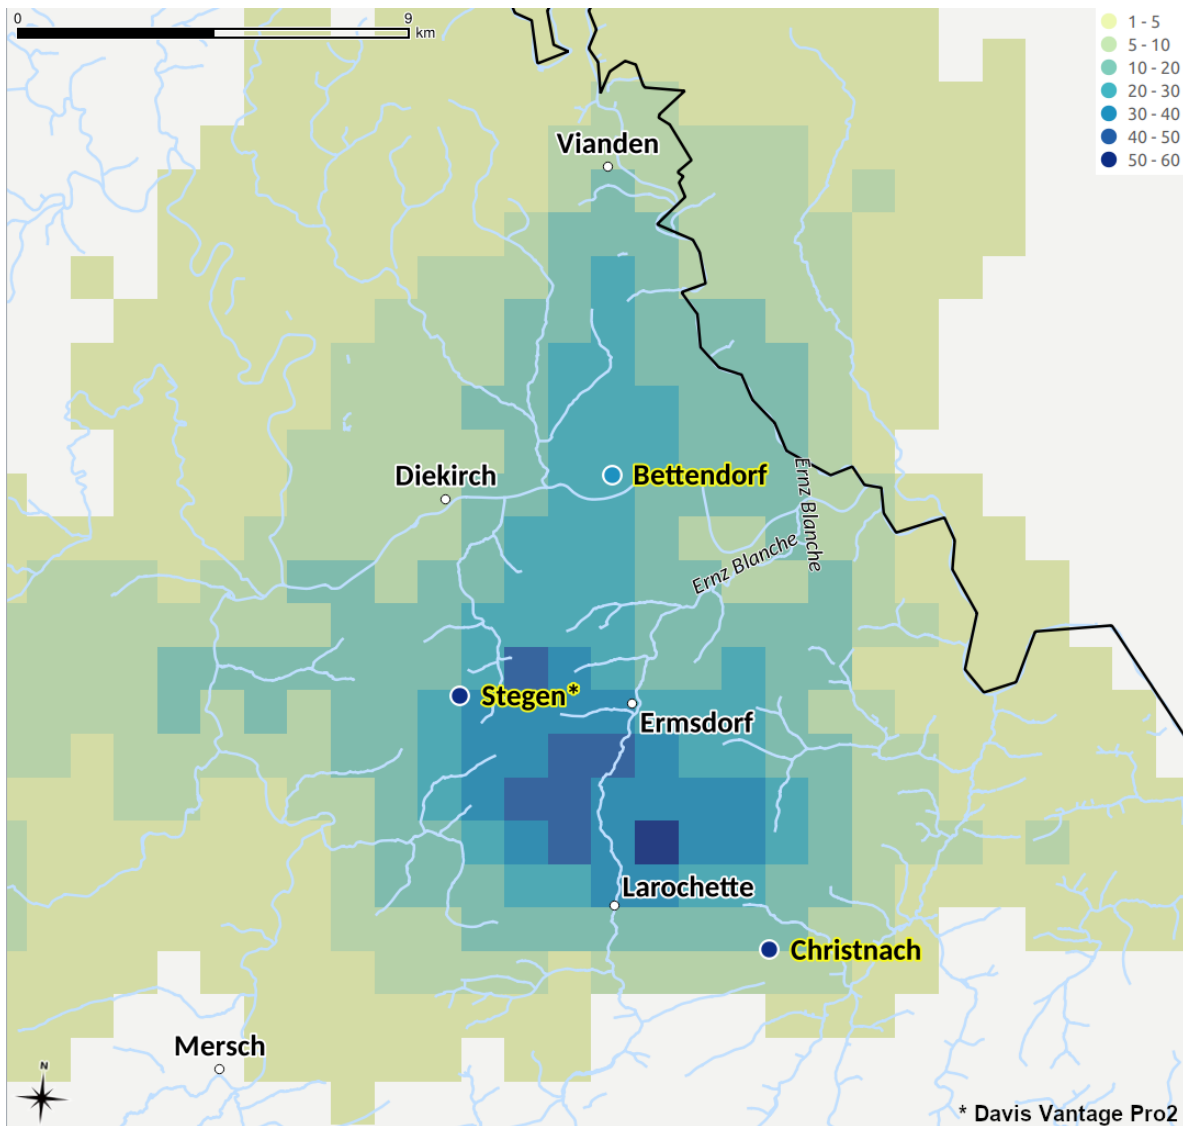 0 9
km
1 - 5
5 - 10
10 - 20
20 - 30
30 - 40
40 - 50
50 - 60
Vianden
Diekirch
Bettendorf
Ernz Blanche
Ernz Blanche
Stegen*
Ermsdorf
Larochette
Christnach
Mersch
N
* Davis Vantage Pro2